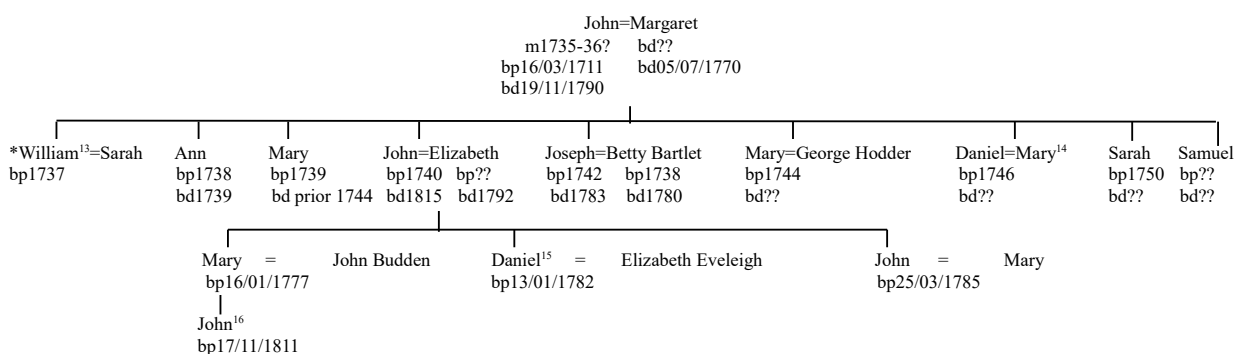 John=Margaret
m1735-36? bd??
bp16/03/1711 bd05/07/1770
bd19/11/1790
*William¹³=Sarah Ann Mary John=Elizabeth Joseph=Betty Bartlet Mary=George Hodder Daniel=Mary¹⁴ Sarah Samuel
bp1737 bp1738 bp1739 bp1740 bp?? bp1742 bp1738 bp1744 bp1746 bp1750 bp??
bd1739 bd prior 1744 bd1815 bd1792 bd1783 bd1780 bd?? bd?? bd?? bd??
Mary = John Budden Daniel¹⁵ = Elizabeth Eveleigh John = Mary
bp16/01/1777 bp13/01/1782 bp25/03/1785
John¹⁶
bp17/11/1811